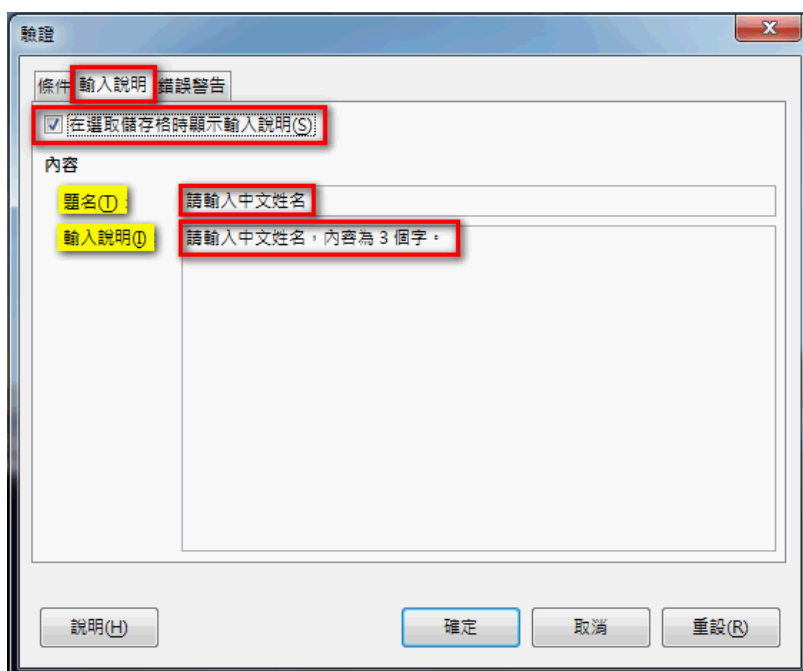 驗證
條件 輸入說明 錯誤警告
在選取儲存格時顯示輸入說明(S)
內容
題名(T): 請輸入中文姓名
輸入說明(I) 請輸入中文姓名，內容為 3 個字。
說明(H) 確定 取消 重設(R)